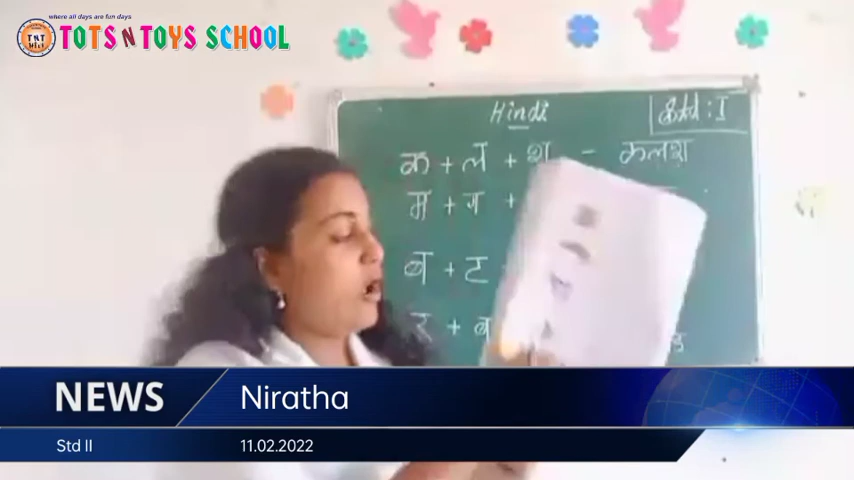 where all days are fun days
TNT
TOTS N TOYS SCHOOL
Hindi
Std : I
क + ल + श - कलश
म + ग +
ब + ट
र + ब
ड़
NEWS
Niratha
Std II
11.02.2022